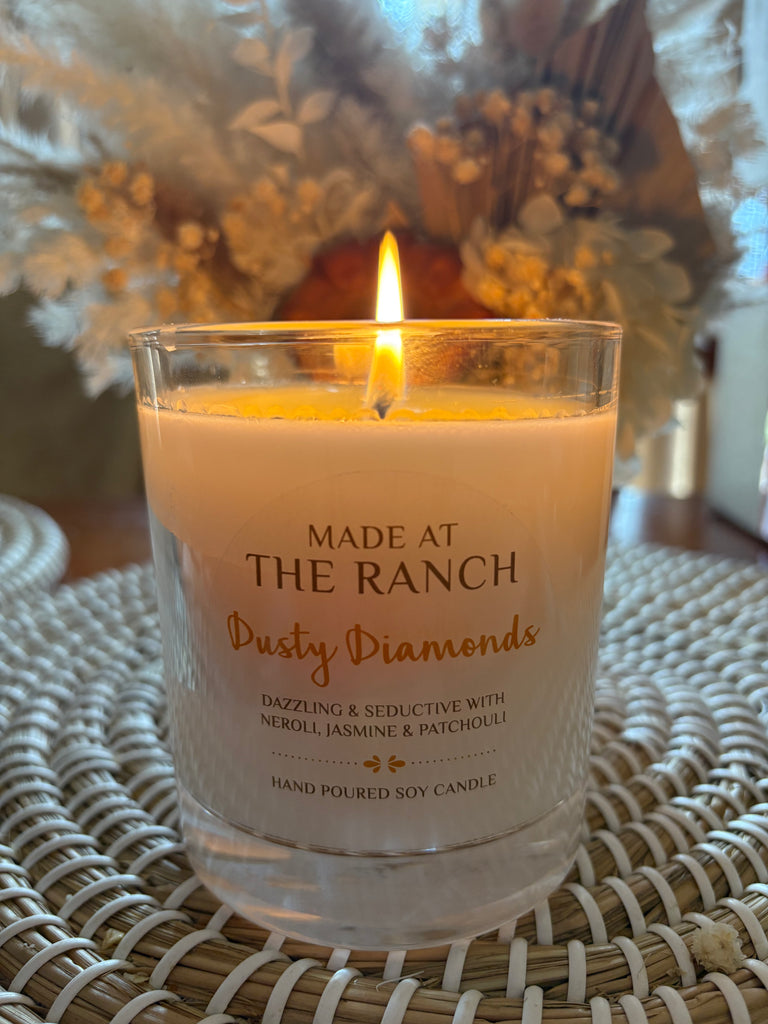 MADE AT
THE RANCH
Dusty Diamonds
DAZZLING & SEDUCTIVE WITH
NEROLI, JASMINE & PATCHOULI
HAND POURED SOY CANDLE